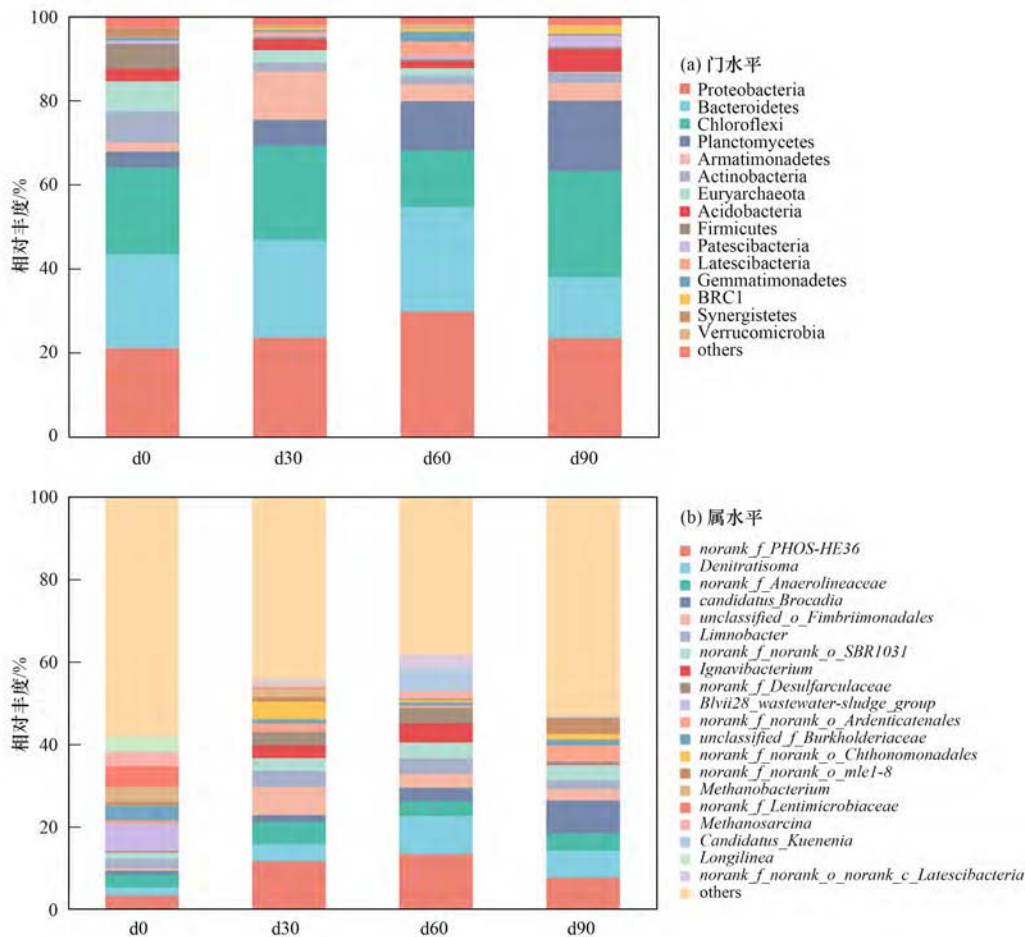 100
80
60
40
20
0
相对丰度/%
d0 d30 d60 d90
(a) 门水平
Proteobacteria
Bacteroidetes
Chloroflexi
Planctomycetes
Armatimonadetes
Actinobacteria
Euryarchaeota
Acidobacteria
Firmicutes
Patescibacteria
Latescibacteria
Gemmatimonadetes
BRC1
Synergistetes
Verrucomicrobia
others
100
80
60
40
20
0
相对丰度/%
d0 d30 d60 d90
(b) 属水平
norank_f_PHOS-HE36
Denitratisoma
norank_f_Anaerolineaceae
candidatus_Brocadia
unclassified_o_Fimbriimonadales
Limnobacter
norank_f_norank_o_SBR1031
Ignavibacterium
norank_f_Desulfarculaceae
Blvii28_wastewater-sludge_group
norank_f_norank_o_Ardenticatenales
unclassified_f_Burkholderiaceae
norank_f_norank_o_Chthonomonadales
norank_f_norank_o_mle1-8
Methanobacterium
norank_f_Lentimicrobiaceae
Methanosarcina
Candidatus_Kuenenia
Longilinea
norank_f_norank_o_norank_c_Latescibacteria
others